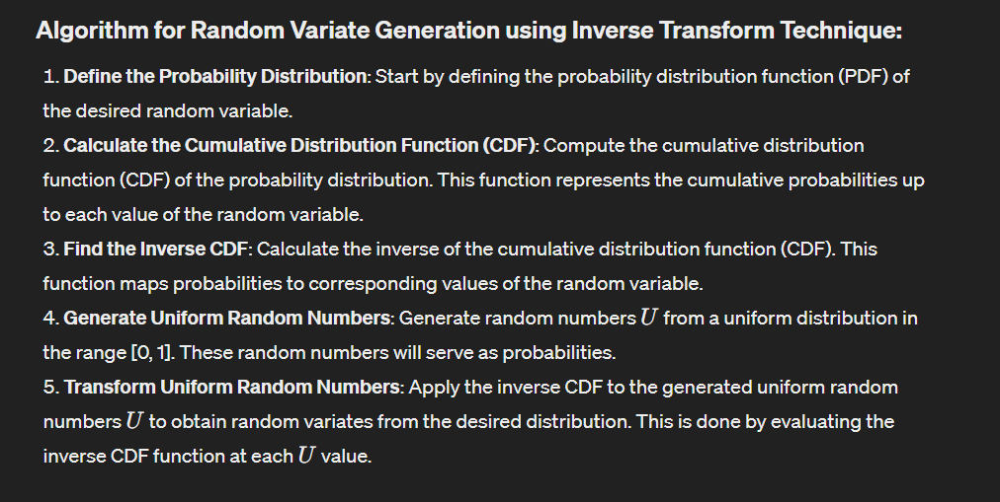 Algorithm for Random Variate Generation using Inverse Transform Technique:
1. Define the Probability Distribution: Start by defining the probability distribution function (PDF) of
the desired random variable.
2. Calculate the Cumulative Distribution Function (CDF): Compute the cumulative distribution
function (CDF) of the probability distribution. This function represents the cumulative probabilities up
to each value of the random variable.
3. Find the Inverse CDF: Calculate the inverse of the cumulative distribution function (CDF). This
function maps probabilities to corresponding values of the random variable.
4. Generate Uniform Random Numbers: Generate random numbers U from a uniform distribution in
the range [0, 1]. These random numbers will serve as probabilities.
5. Transform Uniform Random Numbers: Apply the inverse CDF to the generated uniform random
numbers U to obtain random variates from the desired distribution. This is done by evaluating the
inverse CDF function at each U value.